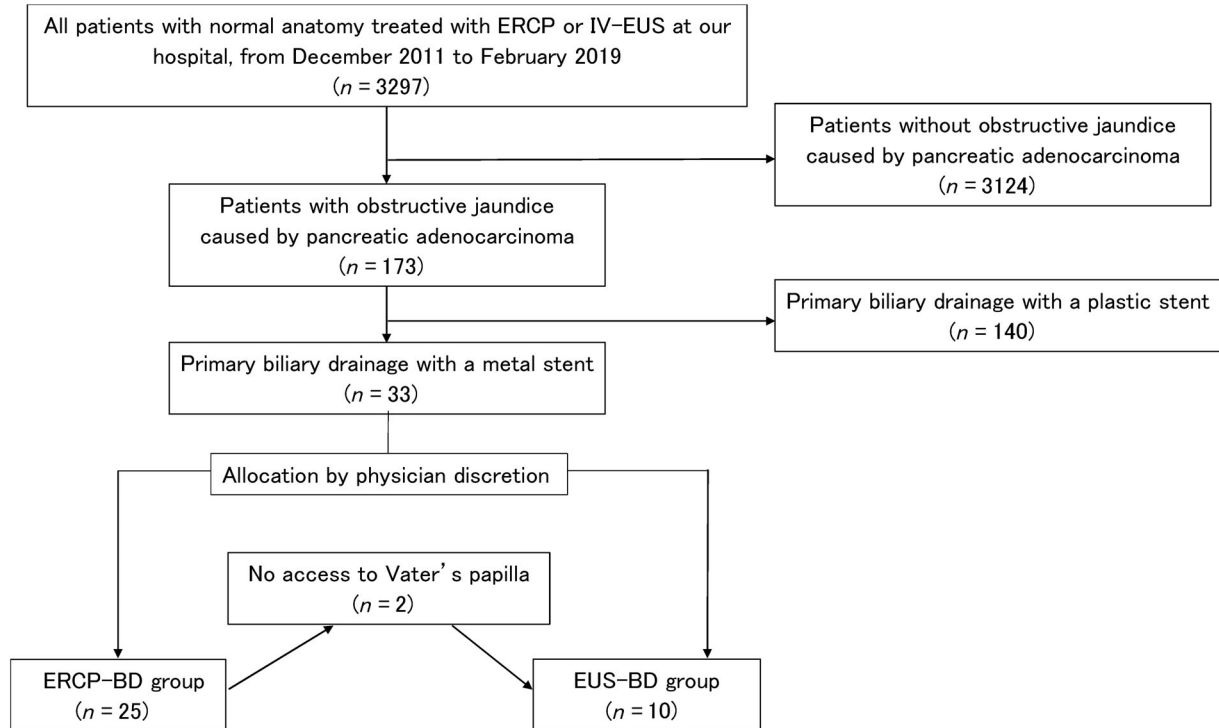 All patients with normal anatomy treated with ERCP or IV-EUS at our
hospital, from December 2011 to February 2019
(n = 3297)
Patients without obstructive jaundice
caused by pancreatic adenocarcinoma
(n = 3124)
Patients with obstructive jaundice
caused by pancreatic adenocarcinoma
(n = 173)
Primary biliary drainage with a plastic stent
(n = 140)
Primary biliary drainage with a metal stent
(n = 33)
Allocation by physician discretion
No access to Vater’s papilla
(n = 2)
ERCP-BD group
(n = 25)
EUS-BD group
(n = 10)